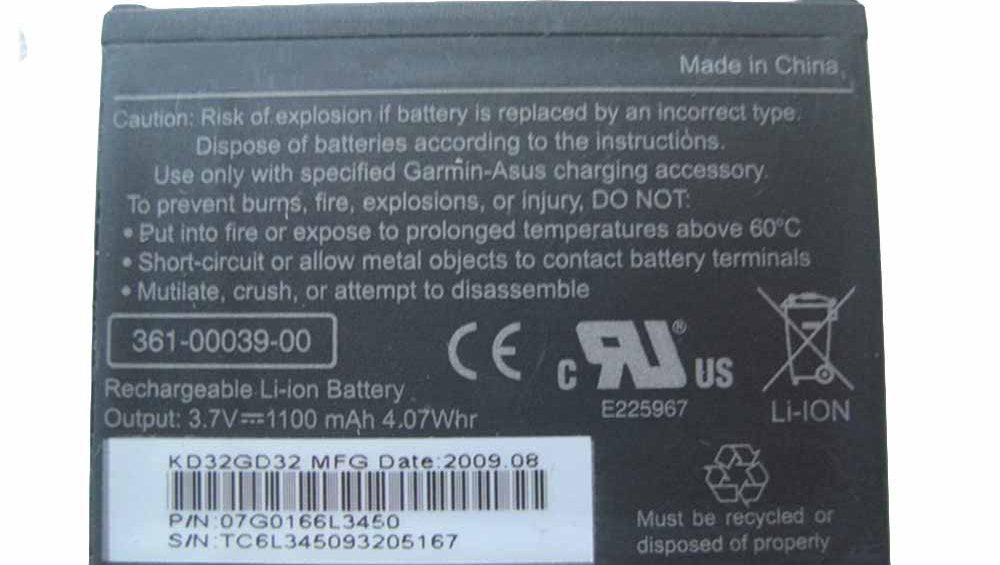 Made in China
Caution: Risk of explosion if battery is replaced by an incorrect type.
Dispose of batteries according to the instructions.
Use only with specified Garmin-Asus charging accessory.
To prevent burns, fire, explosions, or injury, DO NOT:
• Put into fire or expose to prolonged temperatures above 60°C
• Short-circuit or allow metal objects to contact battery terminals
• Mutilate, crush, or attempt to disassemble
361-00039-00
CE
c RU ® US
E225967
Li-ION
Rechargeable Li-ion Battery
Output: 3.7V⎓1100 mAh 4.07Whr
KD32GD32 MFG Date:2009.08
P/N:07G0166L3450
S/N:TC6L345093205167
Must be recycled or
disposed of property